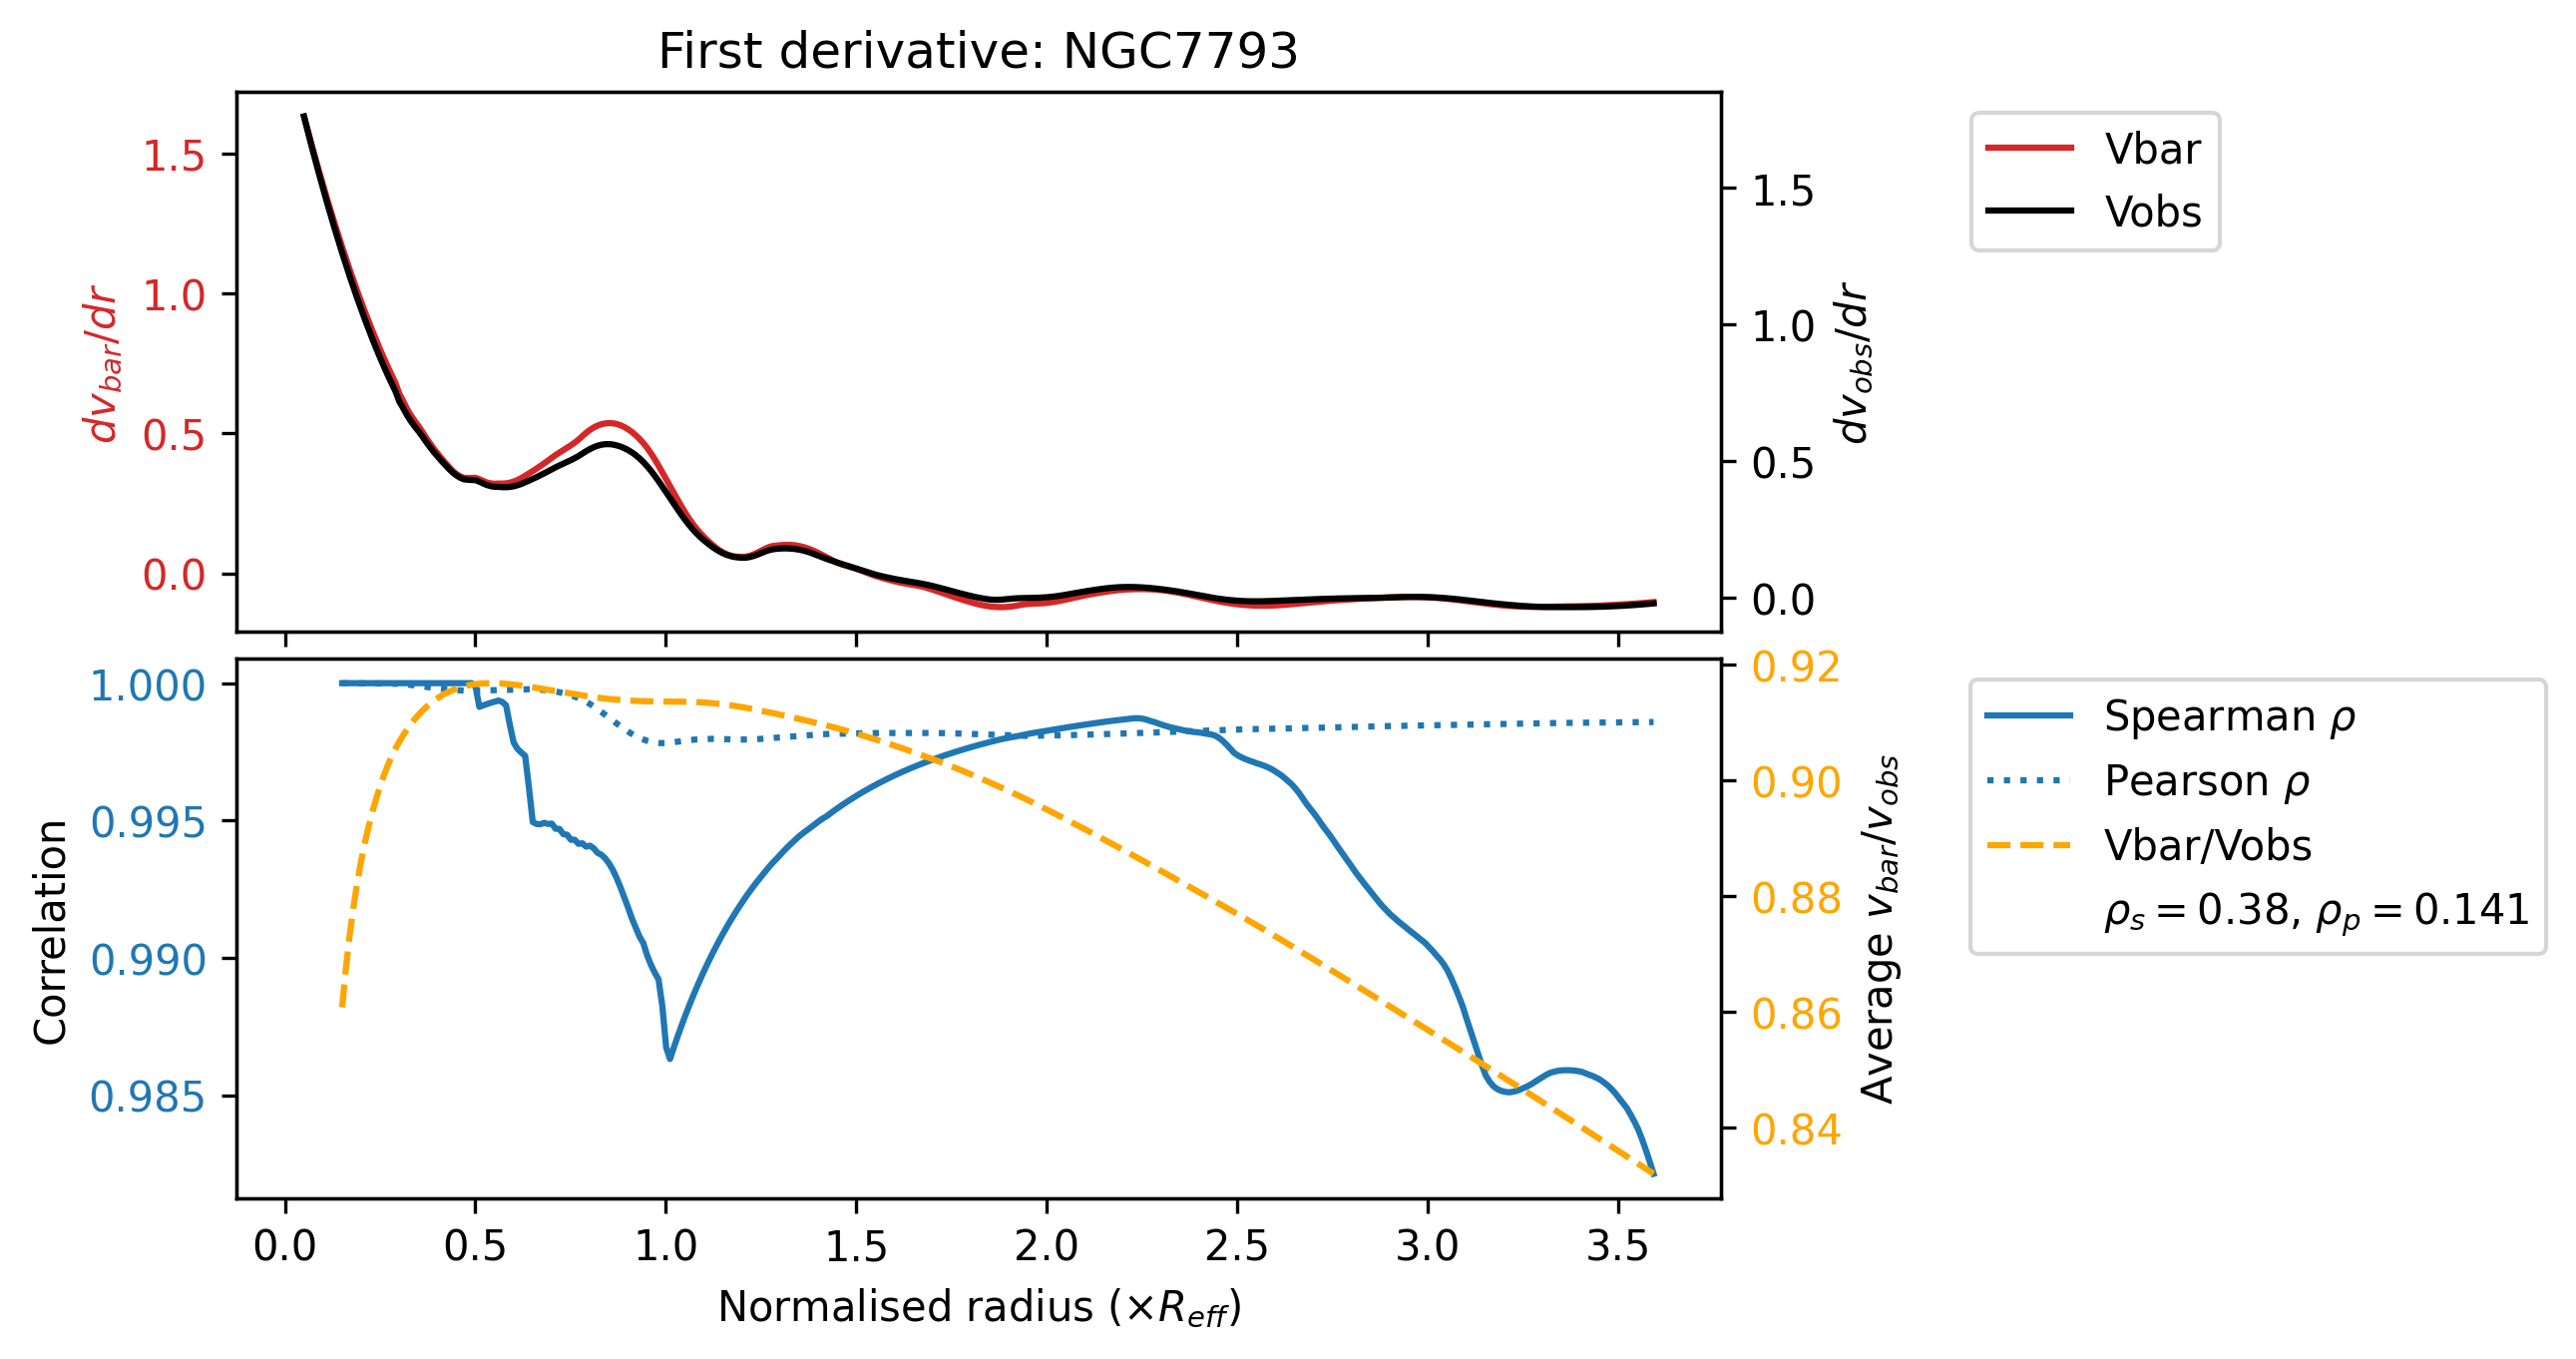 First derivative: NGC7793
1.5
1.0
0.5
0.0
dv_bar/dr
1.5
1.0
0.5
0.0
dv_obs/dr
Vbar
Vobs
1.000
0.995
0.990
0.985
Correlation
0.92
0.90
0.88
0.86
0.84
Average v_bar/v_obs
Spearman ρ
Pearson ρ
Vbar/Vobs
ρ_s = 0.38, ρ_p = 0.141
0.0 0.5 1.0 1.5 2.0 2.5 3.0 3.5
Normalised radius (×R_eff)